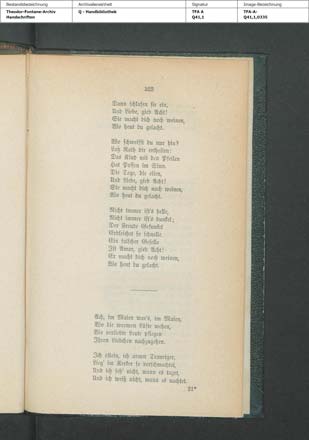 Bestandsbezeichnung
Archivalieneinheit
Signatur
Image-Bezeichnung
Theodor-Fontane-Archiv
Handschriften
Q - Handbibliothek
TFA A
Q41,1
TFA-A:
Q41,1,0335
323
Dann schlafen sie ein,
Und Liebe, gieb Acht!
Sie macht dich noch weinen,
Wo heut du gelacht.
Wo schweifst du nur hin?
Laß Rath dir ertheilen:
Das Kind mit den Pfeilen
Hat Possen im Sinn.
Die Tage, die eilen,
Und Liebe, gieb Acht!
Sie macht dich noch weinen,
Wo heut du gelacht.
Nicht immer ist's helle,
Nicht immer ist's dunkel;
Der Freude Gefunkel
Erbleichet so schnelle.
Ein falscher Geselle
Ist Amor, gieb Acht!
Er macht dich noch weinen,
Wo heut du gelacht.
Ach, im Maien war's, im Maien,
Wo die warmen Lüfte wehen,
Wo verliebte Leute pflegen
Ihren Liebchen nachzugehen.
Ich allein, ich armer Trauriger,
Lieg' im Kerker so verschmachtet,
Und ich seh' nicht, wann es taget,
Und ich weiß nicht, wann es nachtet.
21*